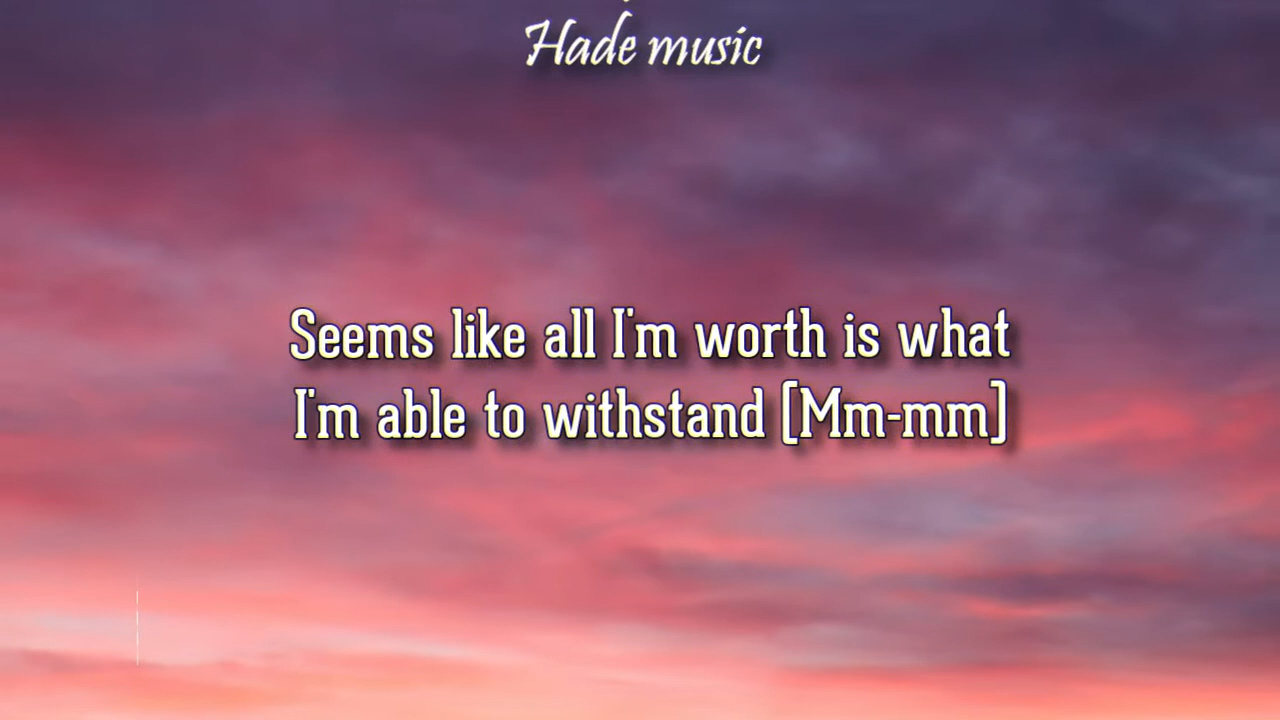 Hade music
Seems like all I'm worth is what
I'm able to withstand [Mm-mm]